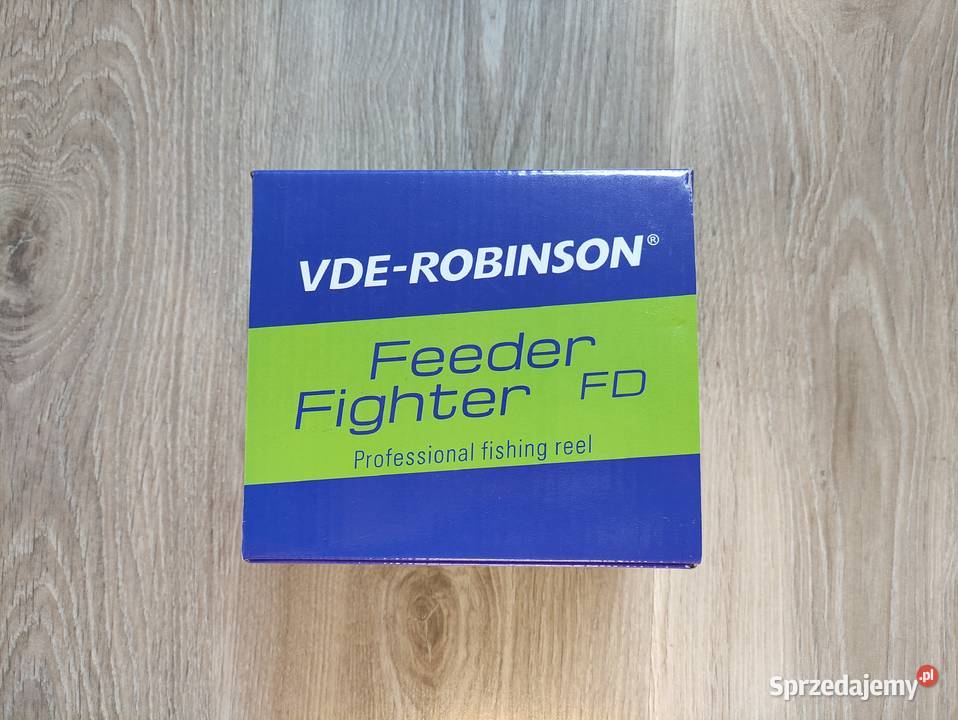 VDE-ROBINSON®
Feeder
Fighter FD
Professional fishing reel
Sprzedajemy.pl